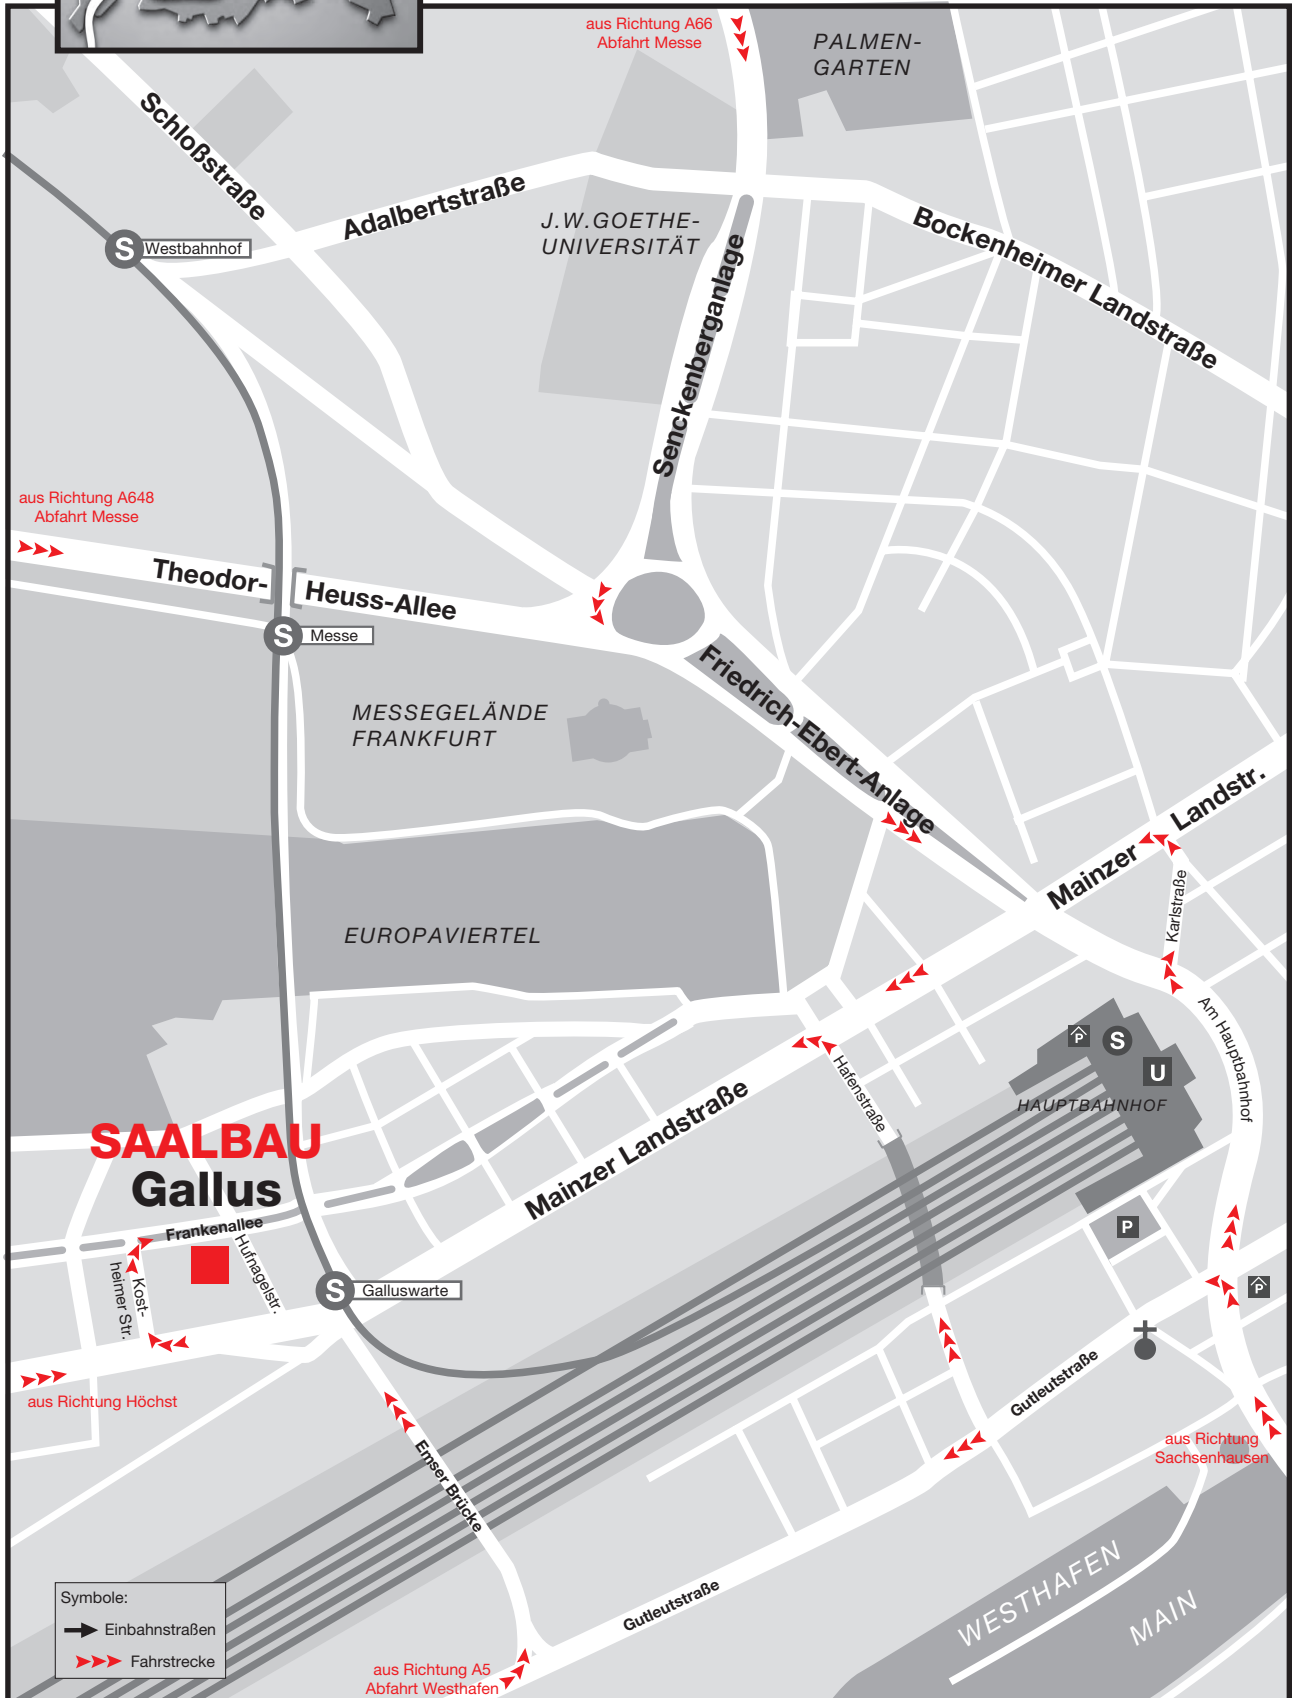 aus Richtung A66
Abfahrt Messe
PALMEN-
GARTEN
Schloßstraße
Adalbertstraße
J.W.GOETHE-
UNIVERSITÄT
Bockenheimer Landstraße
S
Westbahnhof
Senckenberganlage
aus Richtung A648
Abfahrt Messe
Theodor-
Heuss-Allee
S
Messe
Friedrich-Ebert-Anlage
MESSEGELÄNDE
FRANKFURT
Mainzer
Landstr.
Karlstraße
EUROPAVIERTEL
Am Hauptbahnhof
P
S
U
HAUPTBAHNHOF
Hafenstraße
Mainzer Landstraße
SAALBAU
Gallus
Frankenallee
Hufnagelstr.
Kost-
heimer Str.
S
Galluswarte
P
P
aus Richtung Höchst
Gutleutstraße
Emser Brücke
aus Richtung
Sachsenhausen
WESTHAFEN
MAIN
Gutleutstraße
Symbole:
Einbahnstraßen
Fahrstrecke
aus Richtung A5
Abfahrt Westhafen